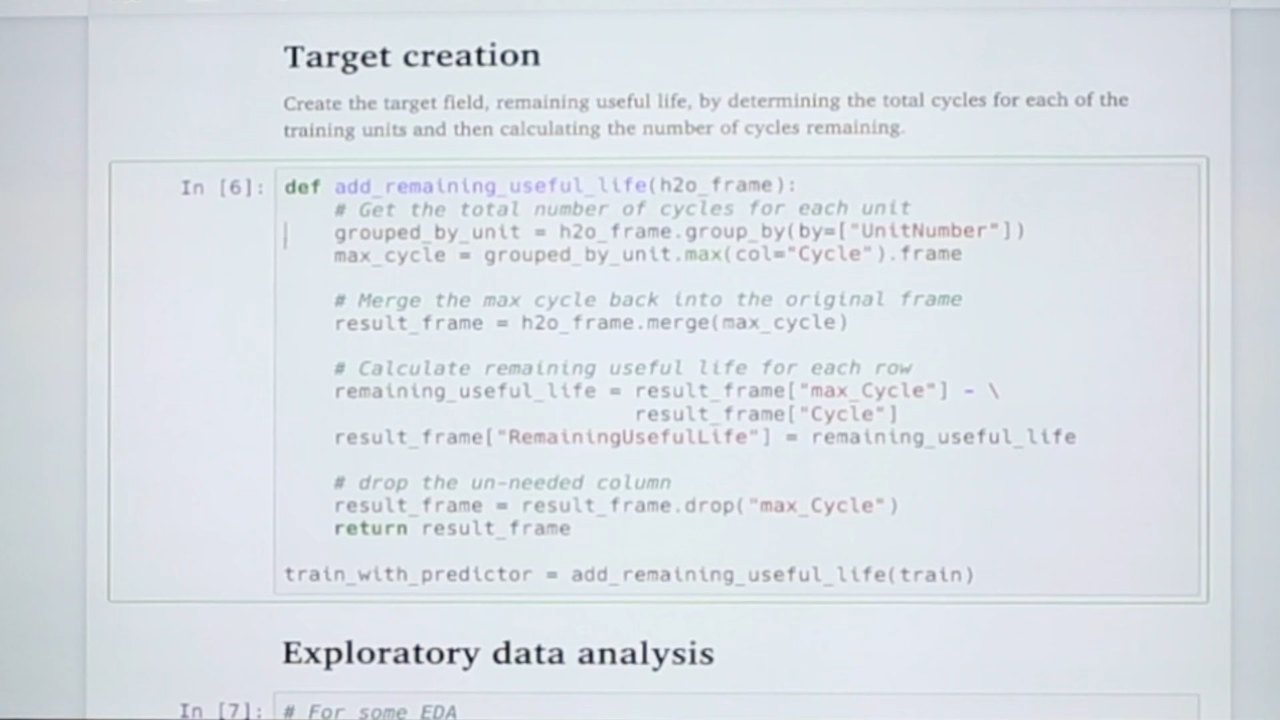 Target creation
Create the target field, remaining useful life, by determining the total cycles for each of the
training units and then calculating the number of cycles remaining.
In [6]: def add_remaining_useful_life(h2o_frame):
# Get the total number of cycles for each unit
grouped_by_unit = h2o_frame.group_by(by=["UnitNumber"])
max_cycle = grouped_by_unit.max(col="Cycle").frame
# Merge the max cycle back into the original frame
result_frame = h2o_frame.merge(max_cycle)
# Calculate remaining useful life for each row
remaining_useful_life = result_frame["max_Cycle"] - \
result_frame["Cycle"]
result_frame["RemainingUsefulLife"] = remaining_useful_life
# drop the un-needed column
result_frame = result_frame.drop("max_Cycle")
return result_frame
train_with_predictor = add_remaining_useful_life(train)
Exploratory data analysis
In [7]: # For some EDA